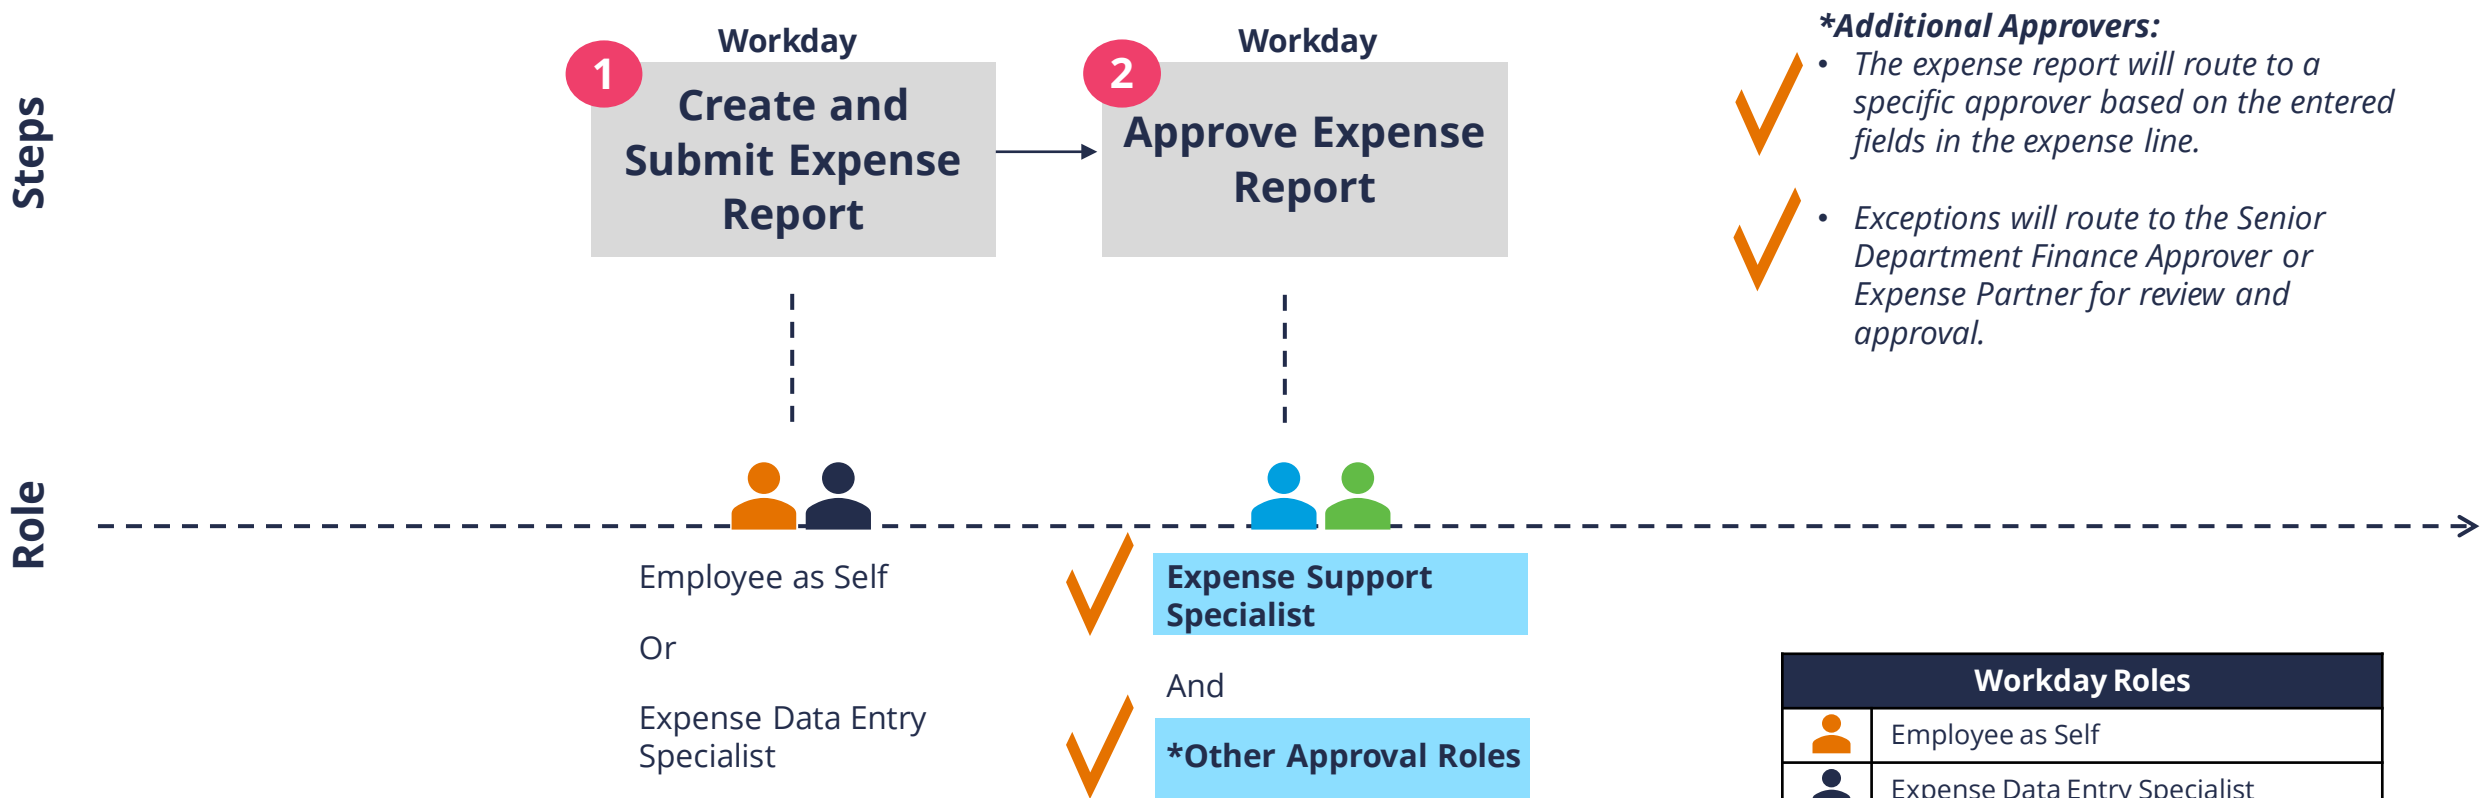 Steps
Workday
1
Create and
Submit Expense
Report
Workday
2
Approve Expense
Report
*Additional Approvers:
• The expense report will route to a
specific approver based on the entered
fields in the expense line.
• Exceptions will route to the Senior
Department Finance Approver or
Expense Partner for review and
approval.
Role
Employee as Self
Or
Expense Data Entry
Specialist
Expense Support
Specialist
And
*Other Approval Roles
Workday Roles
Employee as Self
Expense Data Entry Specialist